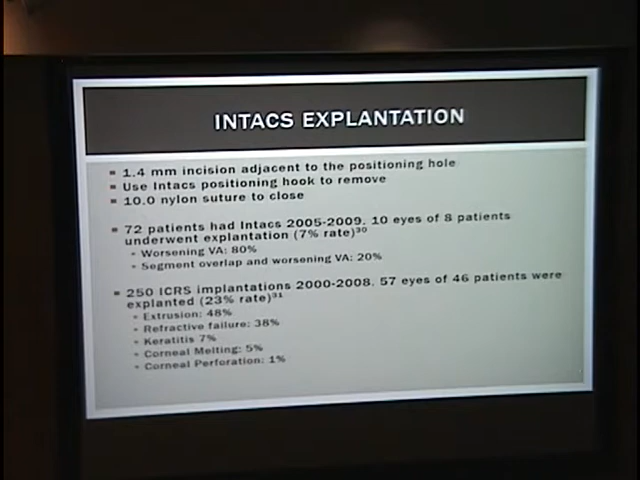 INTACS EXPLANTATION
1.4 mm incision adjacent to the positioning hole
Use Intacs positioning hook to remove
10.0 nylon suture to close
72 patients had Intacs 2005-2009. 10 eyes of 8 patients
underwent explantation (7% rate)³⁰
Worsening VA: 80%
Segment overlap and worsening VA: 20%
250 ICRS implantations 2000-2008. 57 eyes of 46 patients were
explanted (23% rate)³¹
Extrusion: 48%
Refractive failure: 38%
Keratitis 7%
Corneal Melting: 5%
Corneal Perforation: 1%